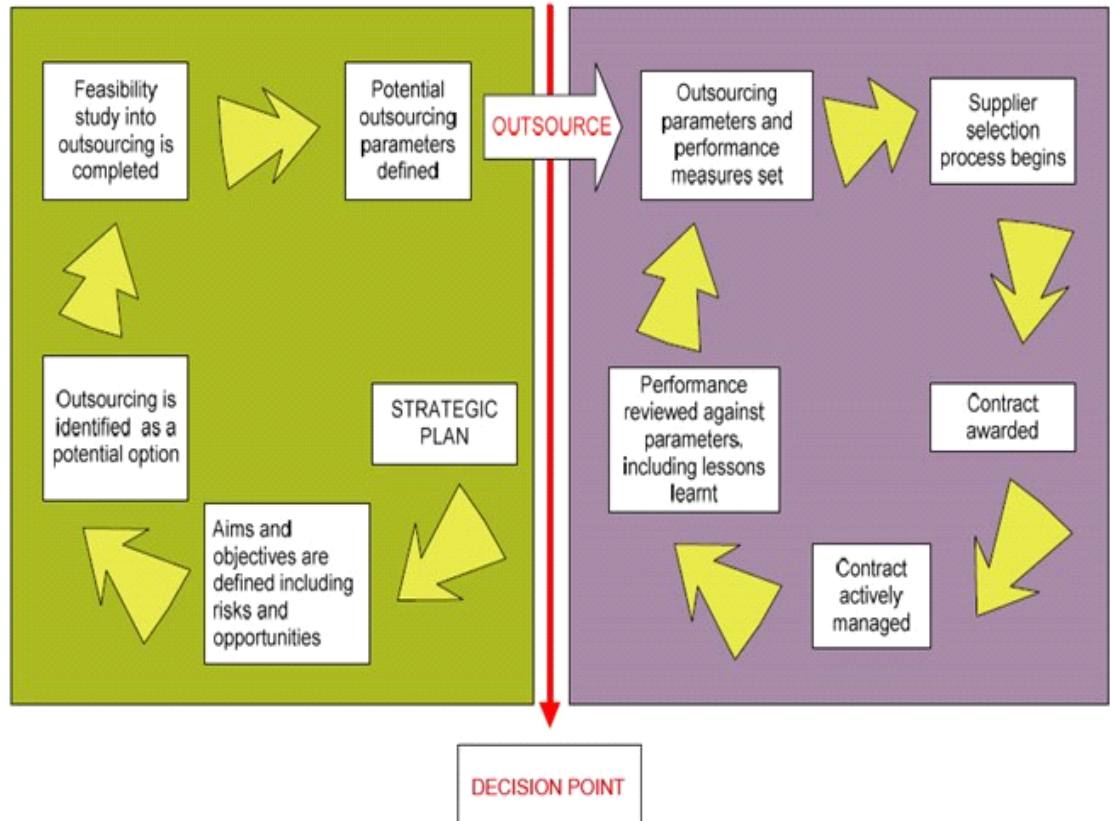 Feasibility
study into
outsourcing is
completed
Potential
outsourcing
parameters
defined
OUTSOURCE
Outsourcing
parameters and
performance
measures set
Supplier
selection
process begins
Outsourcing is
identified as a
potential option
STRATEGIC
PLAN
Performance
reviewed against
parameters.
including lessons
learnt
Contract
awarded
Aims and
objectives are
defined including
risks and
opportunities
Contract
actively
managed
DECISION POINT